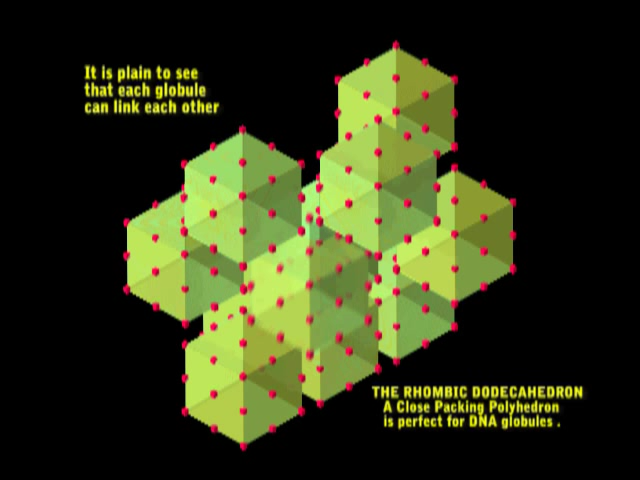 It is plain to see
that each globule
can link each other
THE RHOMBIC DODECAHEDRON
A Close Packing Polyhedron
is perfect for DNA globules .